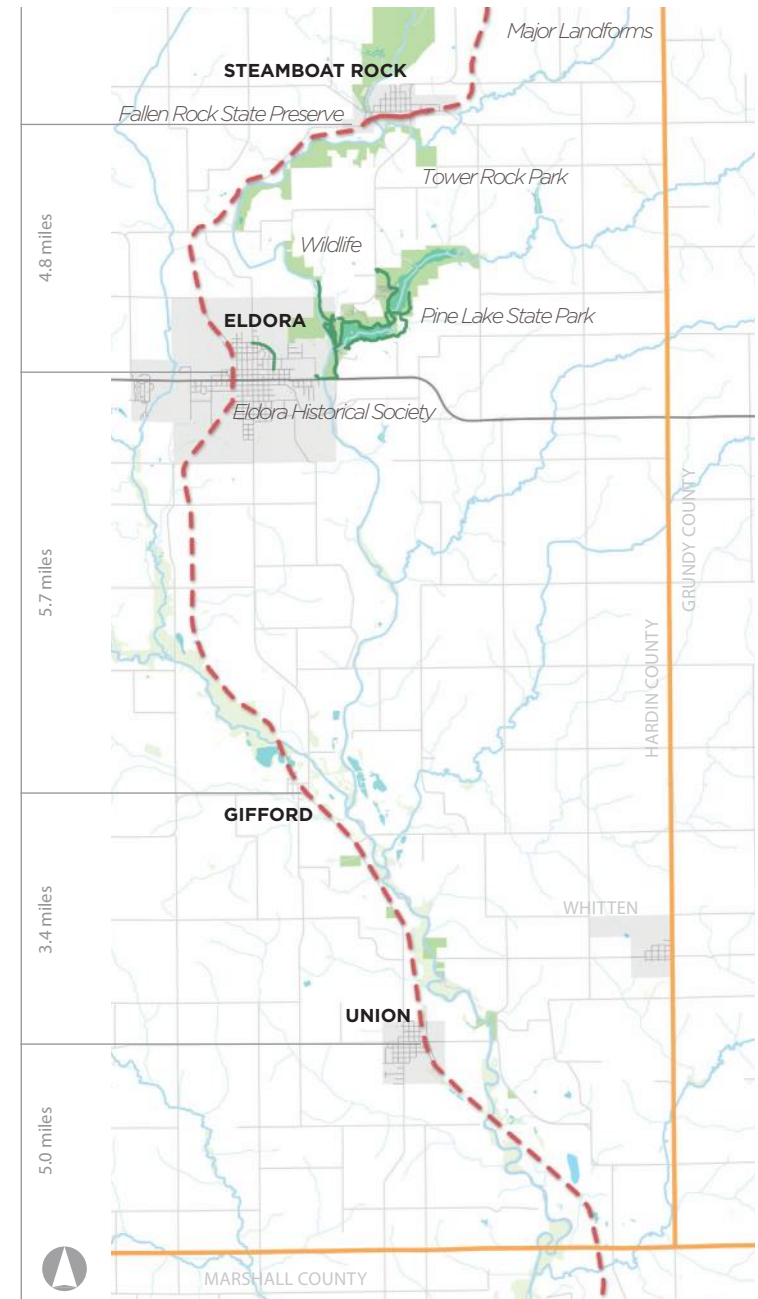 Major Landforms
STEAMBOAT ROCK
Fallen Rock State Preserve
Tower Rock Park
4.8 miles
Wildlife
Pine Lake State Park
ELDORA
Eldora Historical Society
GRUNDY COUNTY
5.7 miles
HARDIN COUNTY
GIFFORD
WHITTEN
3.4 miles
UNION
5.0 miles
MARSHALL COUNTY